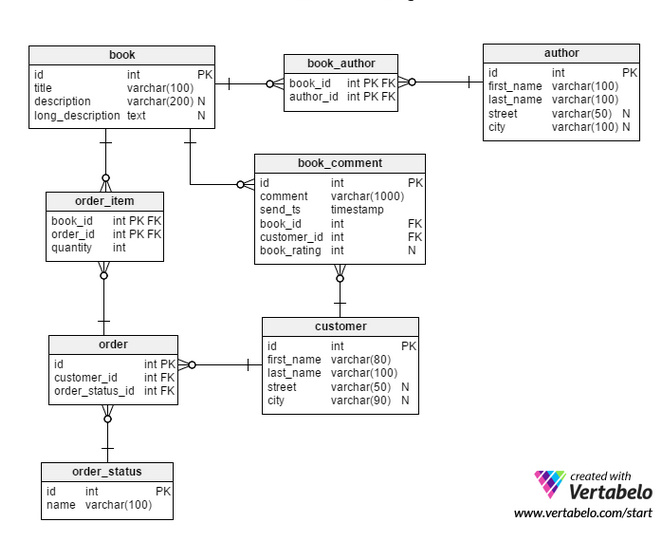 book
id int PK
title varchar(100)
description varchar(200) N
long_description text N
book_author
book_id int PK FK
author_id int PK FK
author
id int PK
first_name varchar(100)
last_name varchar(100)
street varchar(50) N
city varchar(100) N
book_comment
id int PK
comment varchar(1000)
send_ts timestamp
book_id int FK
customer_id int FK
book_rating int N
order_item
book_id int PK FK
order_id int PK FK
quantity int
order
id int PK
customer_id int FK
order_status_id int FK
customer
id int PK
first_name varchar(80)
last_name varchar(100)
street varchar(50) N
city varchar(90) N
order_status
id int PK
name varchar(100)
created with
Vertabelo
www.vertabelo.com/start